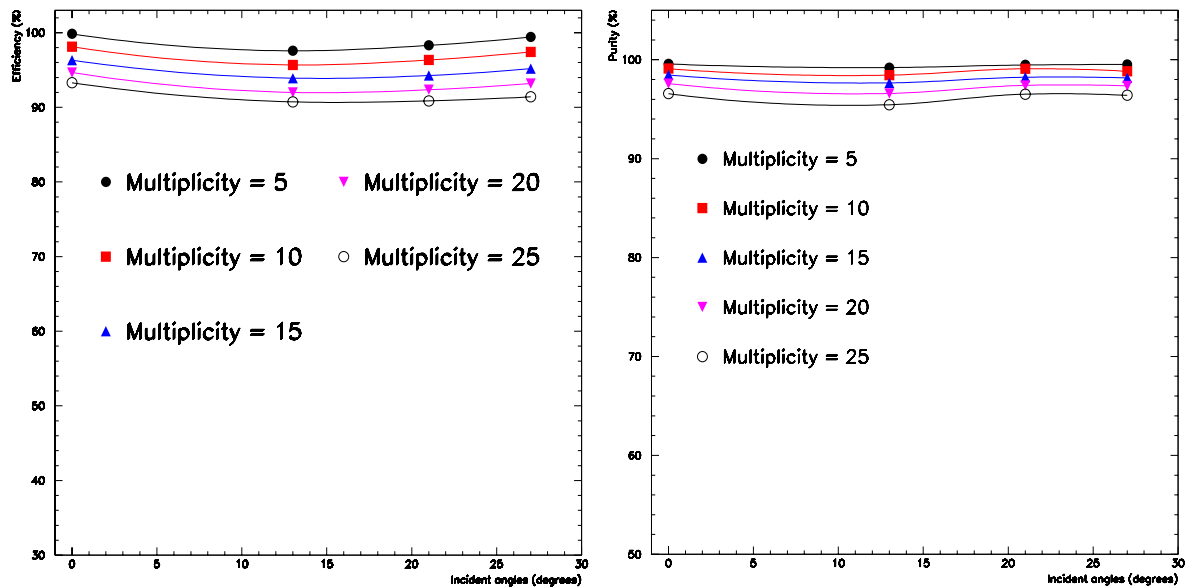 Efficiency (%)
100
90
80
70
60
50
40
30
Multiplicity = 5
Multiplicity = 20
Multiplicity = 10
Multiplicity = 25
Multiplicity = 15
0 5 10 15 20 25 30
Incident angles (degrees)
Purity (%)
100
90
80
70
60
50
Multiplicity = 5
Multiplicity = 10
Multiplicity = 15
Multiplicity = 20
Multiplicity = 25
0 5 10 15 20 25 30
Incident angles (degrees)